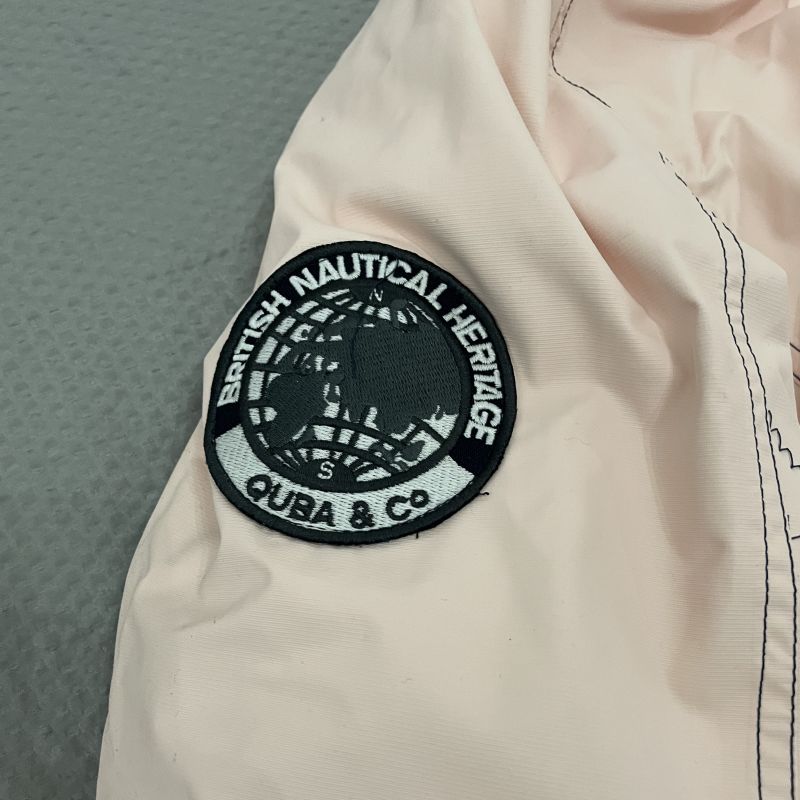 BRITISH NAUTICAL HERITAGE
N
S
QUBA & Co